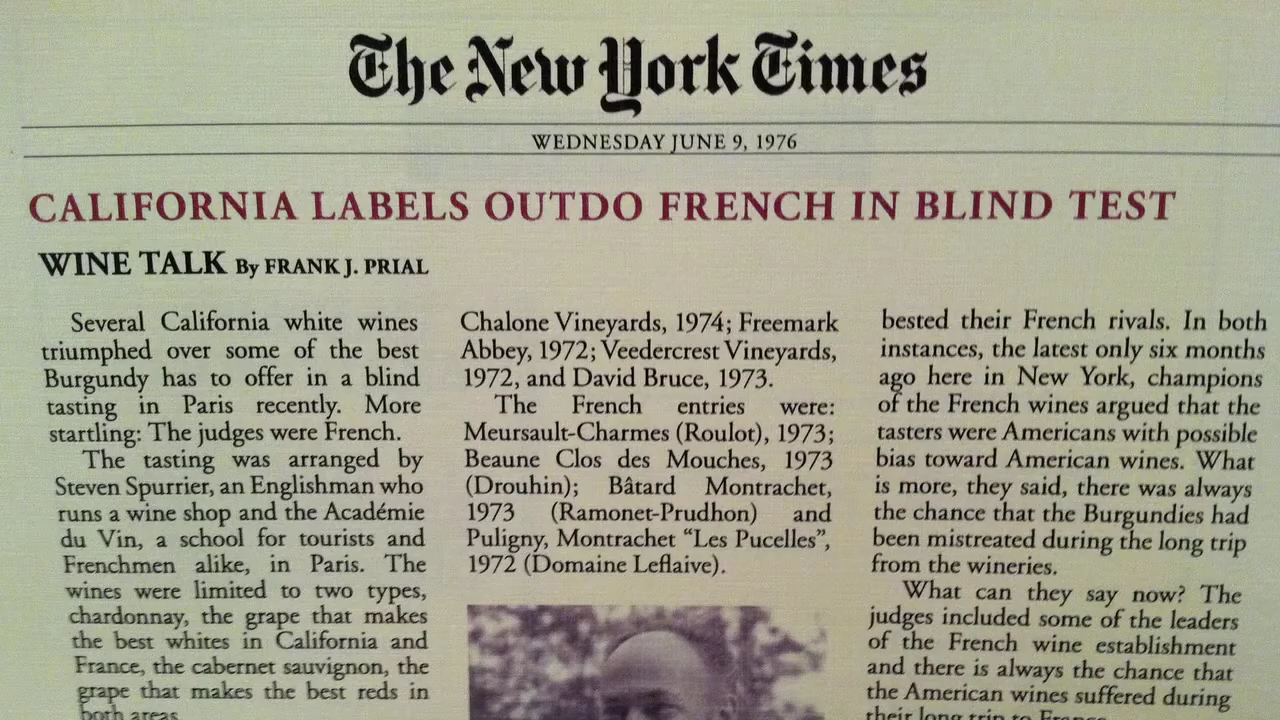 The New York Times
WEDNESDAY JUNE 9, 1976
CALIFORNIA LABELS OUTDO FRENCH IN BLIND TEST
WINE TALK By FRANK J. PRIAL
Several California white wines
triumphed over some of the best
Burgundy has to offer in a blind
tasting in Paris recently. More
startling: The judges were French.
The tasting was arranged by
Steven Spurrier, an Englishman who
runs a wine shop and the Académie
du Vin, a school for tourists and
Frenchmen alike, in Paris. The
wines were limited to two types,
chardonnay, the grape that makes
the best whites in California and
France, the cabernet sauvignon, the
grape that makes the best reds in
both areas.
Chalone Vineyards, 1974; Freemark
Abbey, 1972; Veedercrest Vineyards,
1972, and David Bruce, 1973.
The French entries were:
Meursault-Charmes (Roulot), 1973;
Beaune Clos des Mouches, 1973
(Drouhin); Bâtard Montrachet,
1973 (Ramonet-Prudhon) and
Puligny, Montrachet “Les Pucelles”,
1972 (Domaine Leflaive).
bested their French rivals. In both
instances, the latest only six months
ago here in New York, champions
of the French wines argued that the
tasters were Americans with possible
bias toward American wines. What
is more, they said, there was always
the chance that the Burgundies had
been mistreated during the long trip
from the wineries.
What can they say now? The
judges included some of the leaders
of the French wine establishment
and there is always the chance that
the American wines suffered during
their long trip to France.